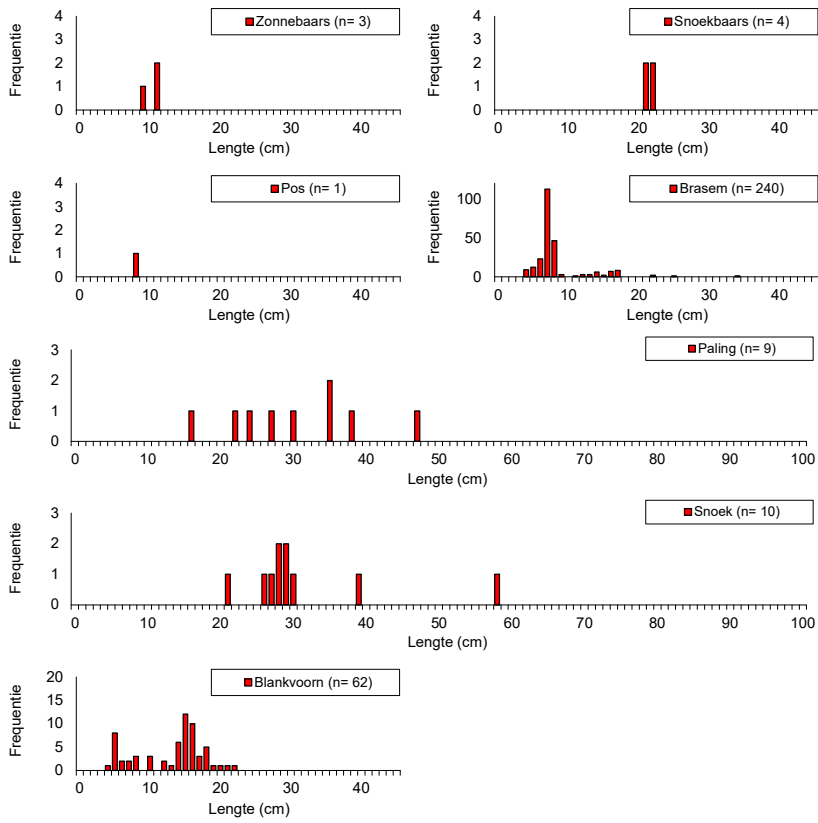 Zonnebaars (n= 3)
Frequentie
4
3
2
1
0
0 10 20 30 40
Lengte (cm)
Snoekbaars (n= 4)
Frequentie
4
3
2
1
0
0 10 20 30 40
Lengte (cm)
Pos (n= 1)
Frequentie
4
3
2
1
0
0 10 20 30 40
Lengte (cm)
Brasem (n= 240)
Frequentie
100
50
0
0 10 20 30 40
Lengte (cm)
Paling (n= 9)
Frequentie
3
2
1
0
0 10 20 30 40 50 60 70 80 90 100
Lengte (cm)
Snoek (n= 10)
Frequentie
3
2
1
0
0 10 20 30 40 50 60 70 80 90 100
Lengte (cm)
Blankvoorn (n= 62)
Frequentie
20
15
10
5
0
0 10 20 30 40
Lengte (cm)